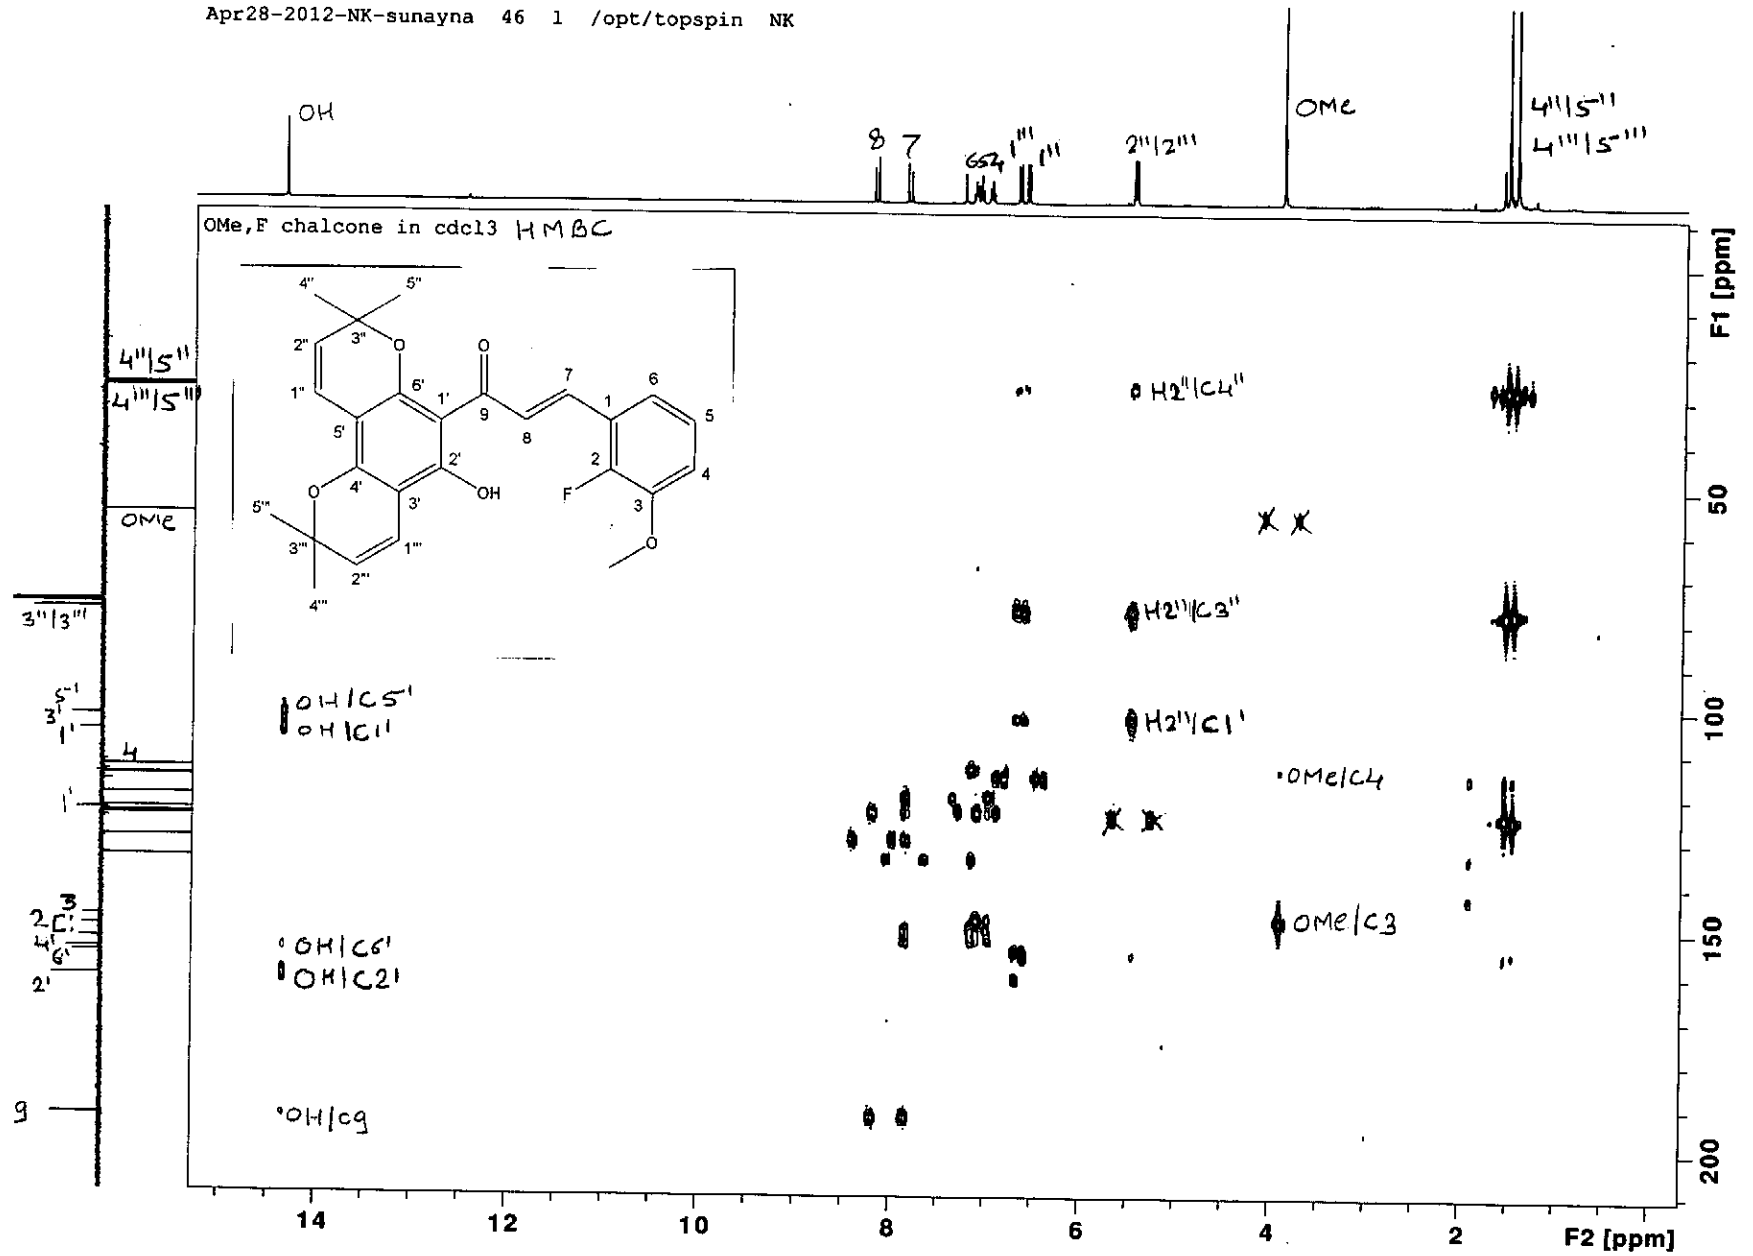 Apr28-2012-NK-sunayna 46 1 /opt/topspin NK
OH
8 7 6 5 4 1''' 1''
2''/2'''
OMe
4''/5''
4'''/5'''
OMe,F chalcone in cdcl3 HMBC
4'' 5''
3''
2'' O O
1'' 6' 1' 9 7 6
5' 8 1 5
4' 2' 2 4
O 3' OH F 3
5''' 3''' 1''' O
2'''
4'''
4''/5''
4'''/5'''
OMe
3''/3'''
5'
3'
1'
4
1'
3
2
4'
6'
2'
9
H2''/C4''
H2'''/C3''
H2'''/C1'
OMe/C4
OMe/C3
OH/C5'
OH/C1'
OH/C6'
OH/C2'
OH/C9
F1 [ppm]
50
100
150
200
14 12 10 8 6 4 2 F2 [ppm]